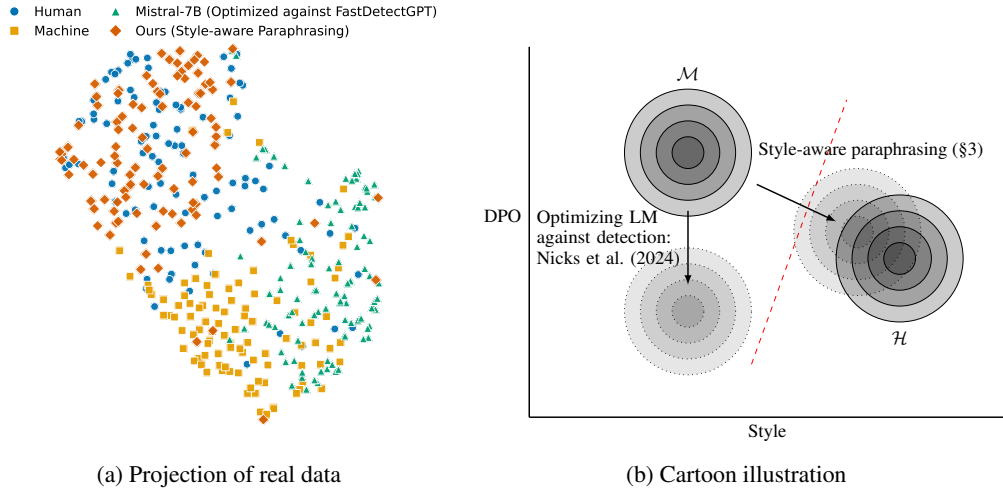 Human
Mistral-7B (Optimized against FastDetectGPT)
Machine
Ours (Style-aware Paraphrasing)
(a) Projection of real data
ℳ
Style-aware paraphrasing (§3)
DPO
Optimizing LM
against detection:
Nicks et al. (2024)
ℋ
Style
(b) Cartoon illustration